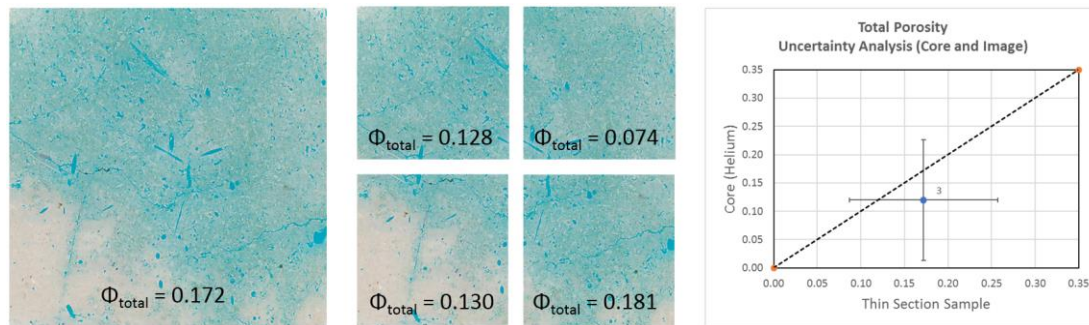 Φtotal = 0.172
Φtotal = 0.128
Φtotal = 0.074
Φtotal = 0.130
Φtotal = 0.181
Total Porosity
Uncertainty Analysis (Core and Image)
Core (Helium)
0.35
0.30
0.25
0.20
0.15
0.10
0.05
0.00
3
0.00 0.05 0.10 0.15 0.20 0.25 0.30 0.35
Thin Section Sample